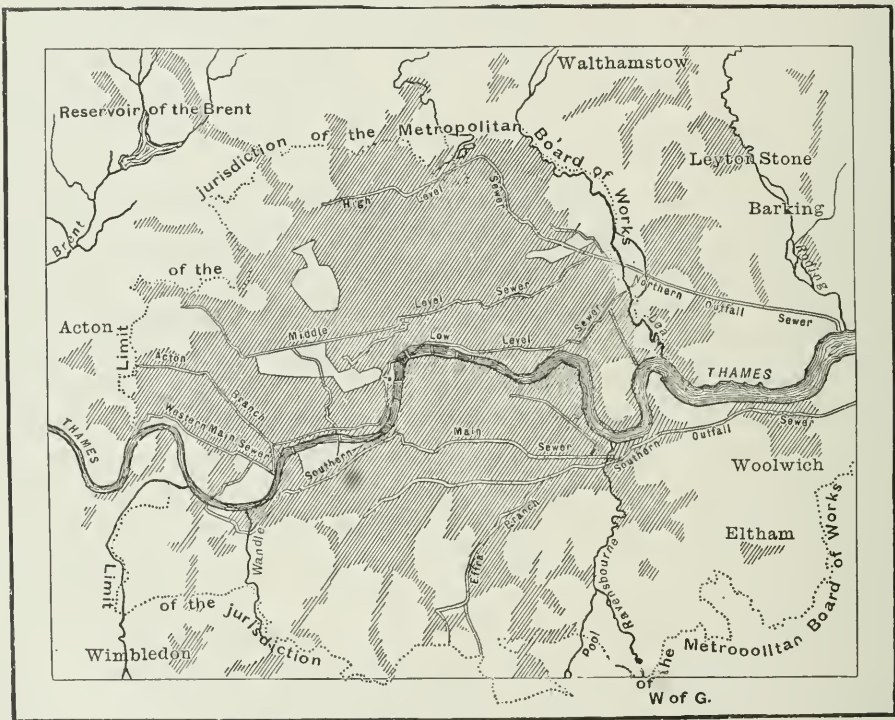 Walthamstow
Reservoir of the Brent
jurisdiction of the Metropolitan Board of Works
Leyton Stone
High Level Sewer
Barking
Brent
Roding
of the
Level Sewer
Northern Outfall Sewer
Acton
Limit
Middle
Low Level Sewer
Lea
Acton Branch
THAMES
THAMES
Western Main Sewer
Main Sewer
Southern
Southern Outfall Sewer
Woolwich
Branch
Effra
Eltham
Wandle
Ravensbourne
Limit
of the
jurisdiction
Pool
Wimbledon
of the Metrooolltan Board of Works
W of G.